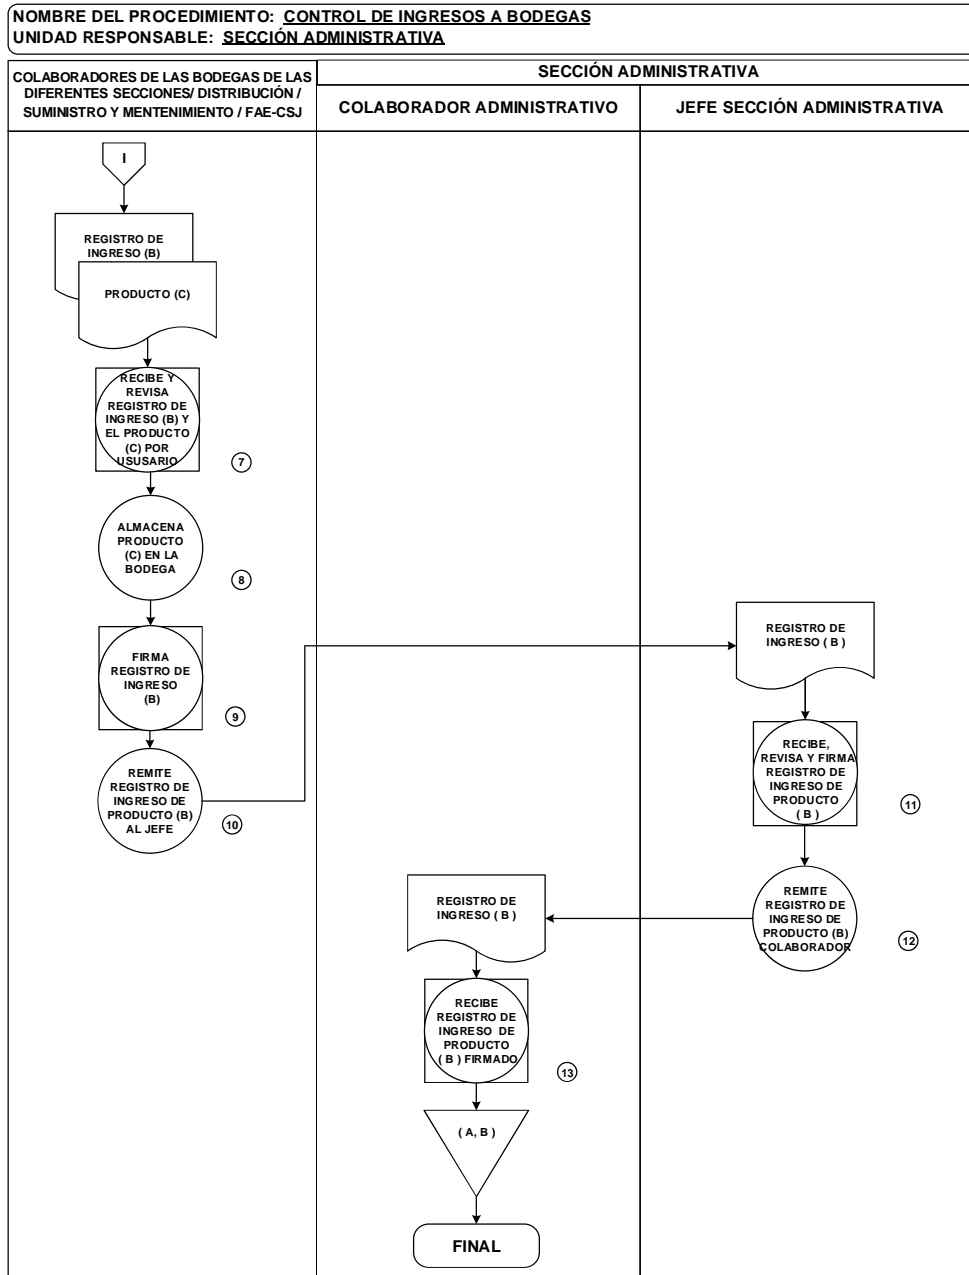 NOMBRE DEL PROCEDIMIENTO: CONTROL DE INGRESOS A BODEGAS
UNIDAD RESPONSABLE: SECCIÓN ADMINISTRATIVA
COLABORADORES DE LAS BODEGAS DE LAS
DIFERENTES SECCIONES/ DISTRIBUCIÓN /
SUMINISTRO Y MENTENIMIENTO / FAE-CSJ
SECCIÓN ADMINISTRATIVA
COLABORADOR ADMINISTRATIVO
JEFE SECCIÓN ADMINISTRATIVA
I
REGISTRO DE
INGRESO (B)
PRODUCTO (C)
RECIBE Y
REVISA
REGISTRO DE
INGRESO (B) Y
EL PRODUCTO
(C) POR
USUSARIO
7
ALMACENA
PRODUCTO
(C) EN LA
BODEGA
8
FIRMA
REGISTRO DE
INGRESO
(B)
9
REMITE
REGISTRO DE
INGRESO DE
PRODUCTO (B)
AL JEFE
10
REGISTRO DE
INGRESO ( B )
RECIBE,
REVISA Y FIRMA
REGISTRO DE
INGRESO DE
PRODUCTO
( B )
11
REMITE
REGISTRO DE
INGRESO DE
PRODUCTO (B)
COLABORADOR
12
REGISTRO DE
INGRESO ( B )
RECIBE
REGISTRO DE
INGRESO DE
PRODUCTO
( B ) FIRMADO
13
( A, B )
FINAL